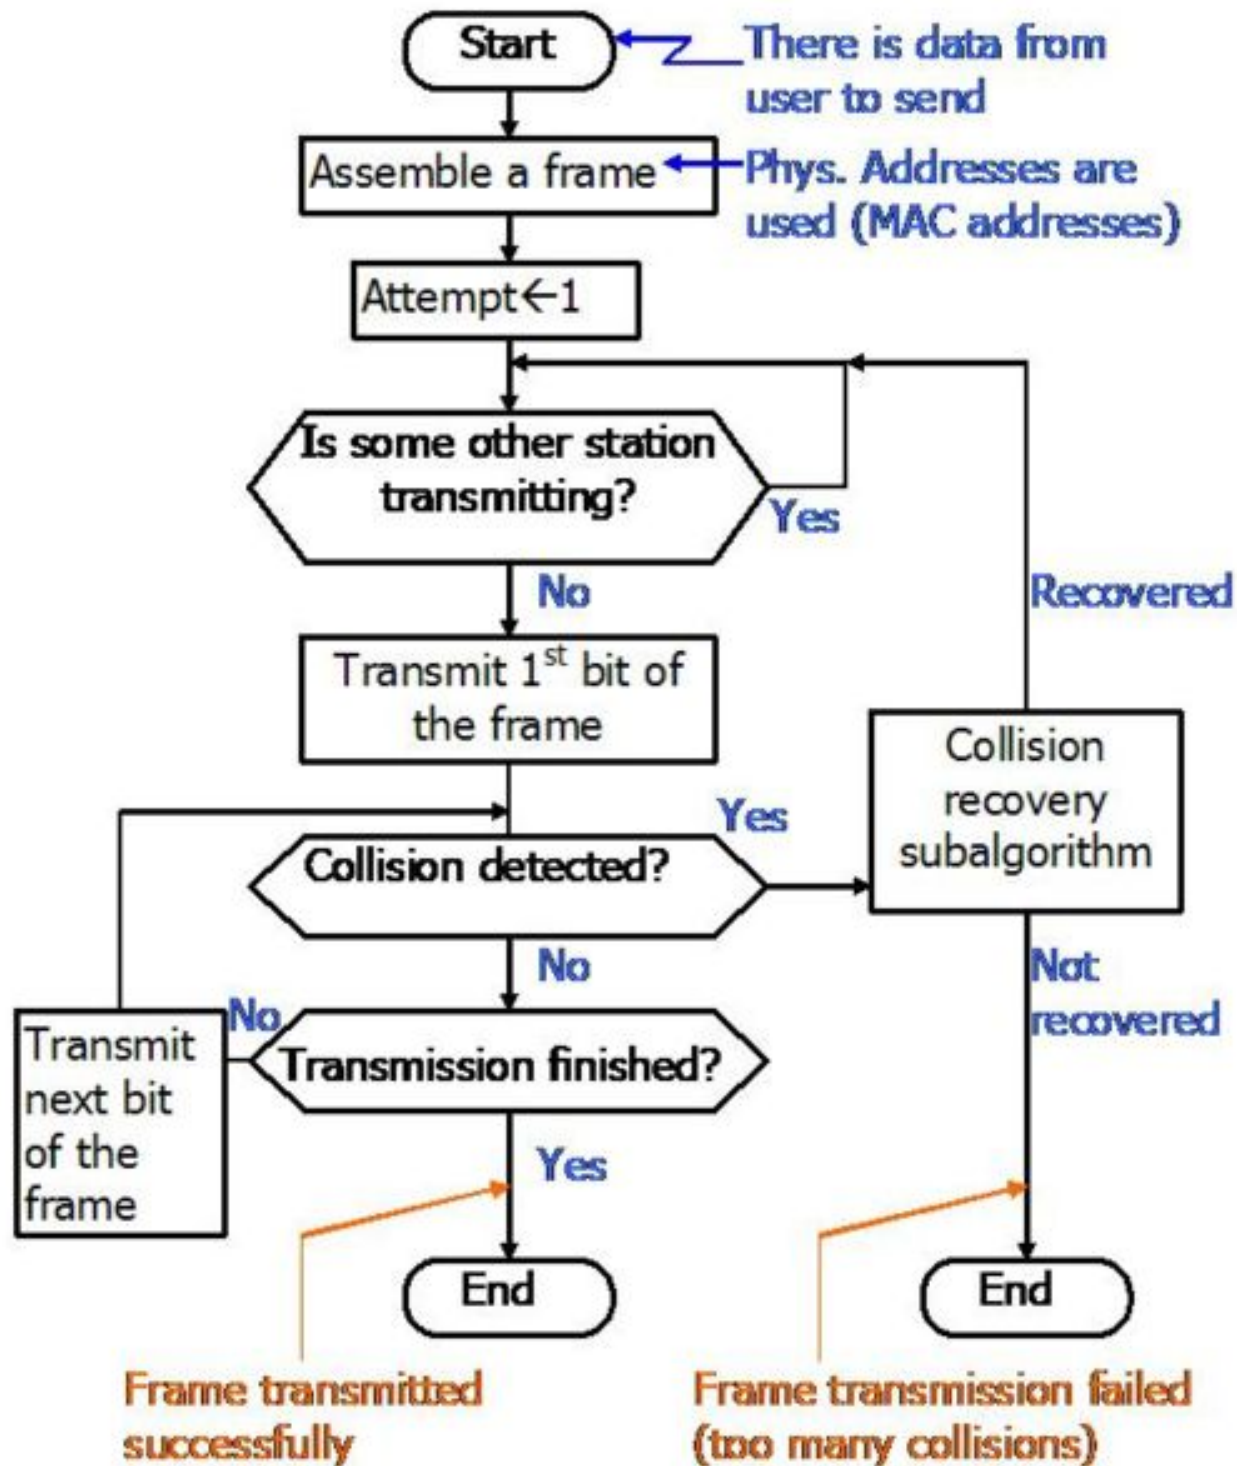 Start
There is data from
user to send
Assemble a frame
Phys. Addresses are
used (MAC addresses)
Attempt←1
Is some other station
transmitting?
Yes
No
Recovered
Transmit 1st bit of
the frame
Collision
recovery
subalgorithm
Yes
Collision detected?
No
Not
recovered
No
Transmit
next bit
of the
frame
Transmission finished?
Yes
End
End
Frame transmitted
successfully
Frame transmission failed
(too many collisions)